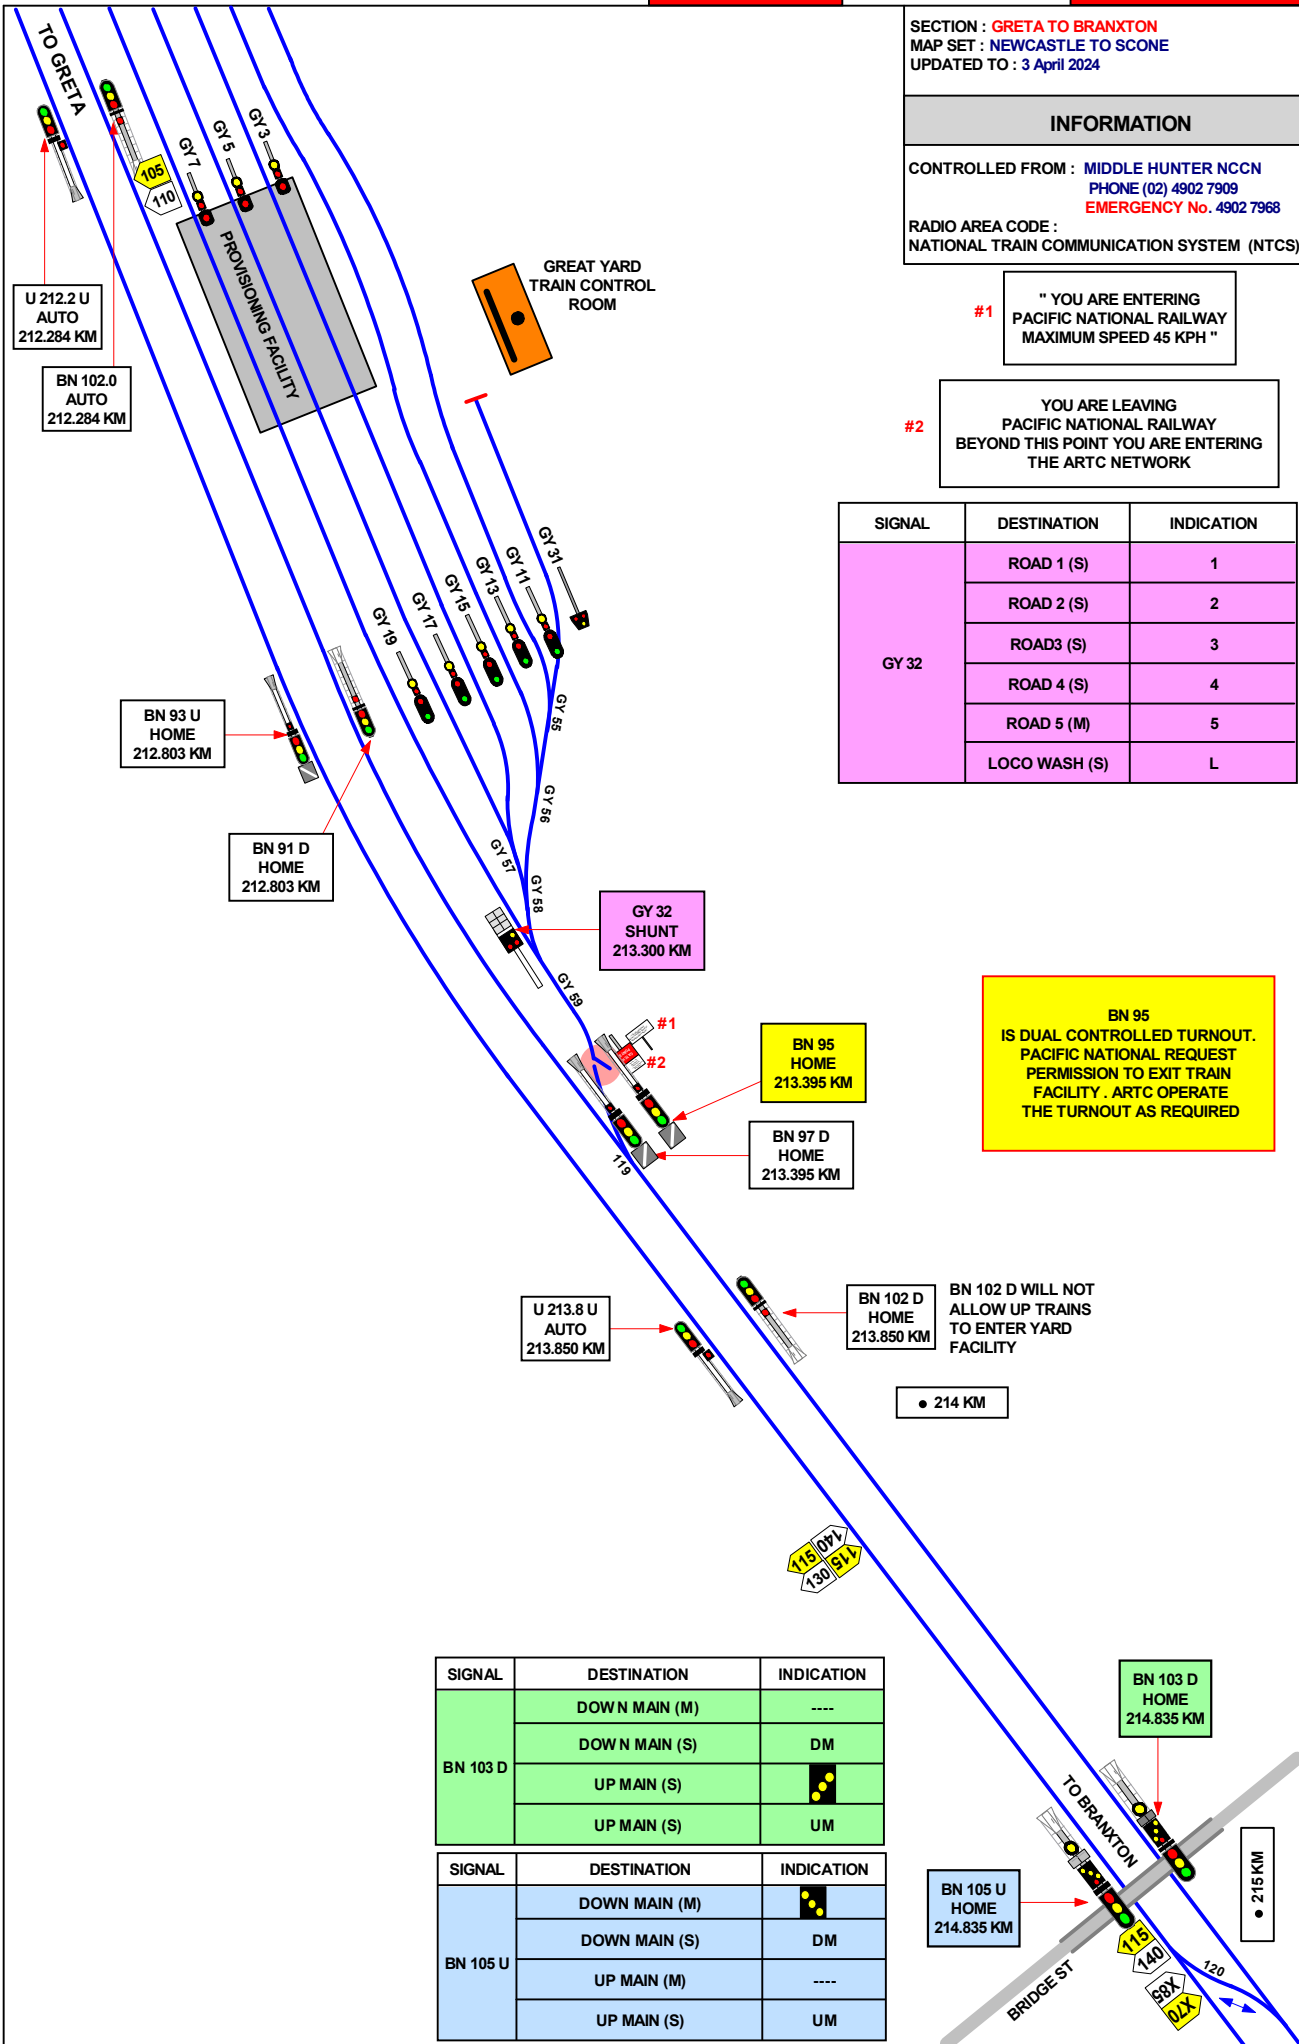 SECTION : GRETA TO BRANXTON
MAP SET : NEWCASTLE TO SCONE
UPDATED TO : 3 April 2024
INFORMATION
CONTROLLED FROM : MIDDLE HUNTER NCCN
PHONE (02) 4902 7909
EMERGENCY No. 4902 7968
RADIO AREA CODE :
NATIONAL TRAIN COMMUNICATION SYSTEM (NTCS)
#1
" YOU ARE ENTERING
PACIFIC NATIONAL RAILWAY
MAXIMUM SPEED 45 KPH "
#2
YOU ARE LEAVING
PACIFIC NATIONAL RAILWAY
BEYOND THIS POINT YOU ARE ENTERING
THE ARTC NETWORK
SIGNAL DESTINATION INDICATION
GY 32
ROAD 1 (S) 1
ROAD 2 (S) 2
ROAD3 (S) 3
ROAD 4 (S) 4
ROAD 5 (M) 5
LOCO WASH (S) L
TO GRETA
105
110
GY 7
GY 5
GY 3
PROVISIONING FACILITY
GREAT YARD
TRAIN CONTROL
ROOM
U 212.2 U
AUTO
212.284 KM
BN 102.0
AUTO
212.284 KM
GY 31
GY 11
GY 13
GY 15
GY 17
GY 19
BN 93 U
HOME
212.803 KM
BN 91 D
HOME
212.803 KM
GY 55
GY 56
GY 57
GY 58
GY 32
SHUNT
213.300 KM
GY 59
#1
#2
BN 95
HOME
213.395 KM
BN 97 D
HOME
213.395 KM
119
BN 95
IS DUAL CONTROLLED TURNOUT.
PACIFIC NATIONAL REQUEST
PERMISSION TO EXIT TRAIN
FACILITY . ARTC OPERATE
THE TURNOUT AS REQUIRED
U 213.8 U
AUTO
213.850 KM
BN 102 D
HOME
213.850 KM
BN 102 D WILL NOT
ALLOW UP TRAINS
TO ENTER YARD
FACILITY
● 214 KM
115
140
130
115
SIGNAL DESTINATION INDICATION
BN 103 D
DOWN MAIN (M) ----
DOWN MAIN (S) DM
UP MAIN (S)
UP MAIN (S) UM
SIGNAL DESTINATION INDICATION
BN 105 U
DOWN MAIN (M)
DOWN MAIN (S) DM
UP MAIN (M) ----
UP MAIN (S) UM
BN 103 D
HOME
214.835 KM
TO BRANXTON
BN 105 U
HOME
214.835 KM
● 215 KM
115
140
X85
X70
120
BRIDGE ST